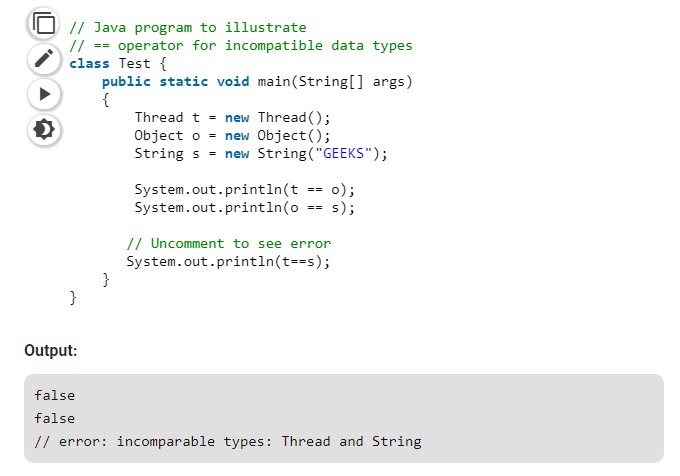 // Java program to illustrate
// == operator for incompatible data types
class Test {
    public static void main(String[] args)
    {
        Thread t = new Thread();
        Object o = new Object();
        String s = new String("GEEKS");

        System.out.println(t == o);
        System.out.println(o == s);

       // Uncomment to see error
       System.out.println(t==s);
    }
}
Output:
false
false
// error: incomparable types: Thread and String